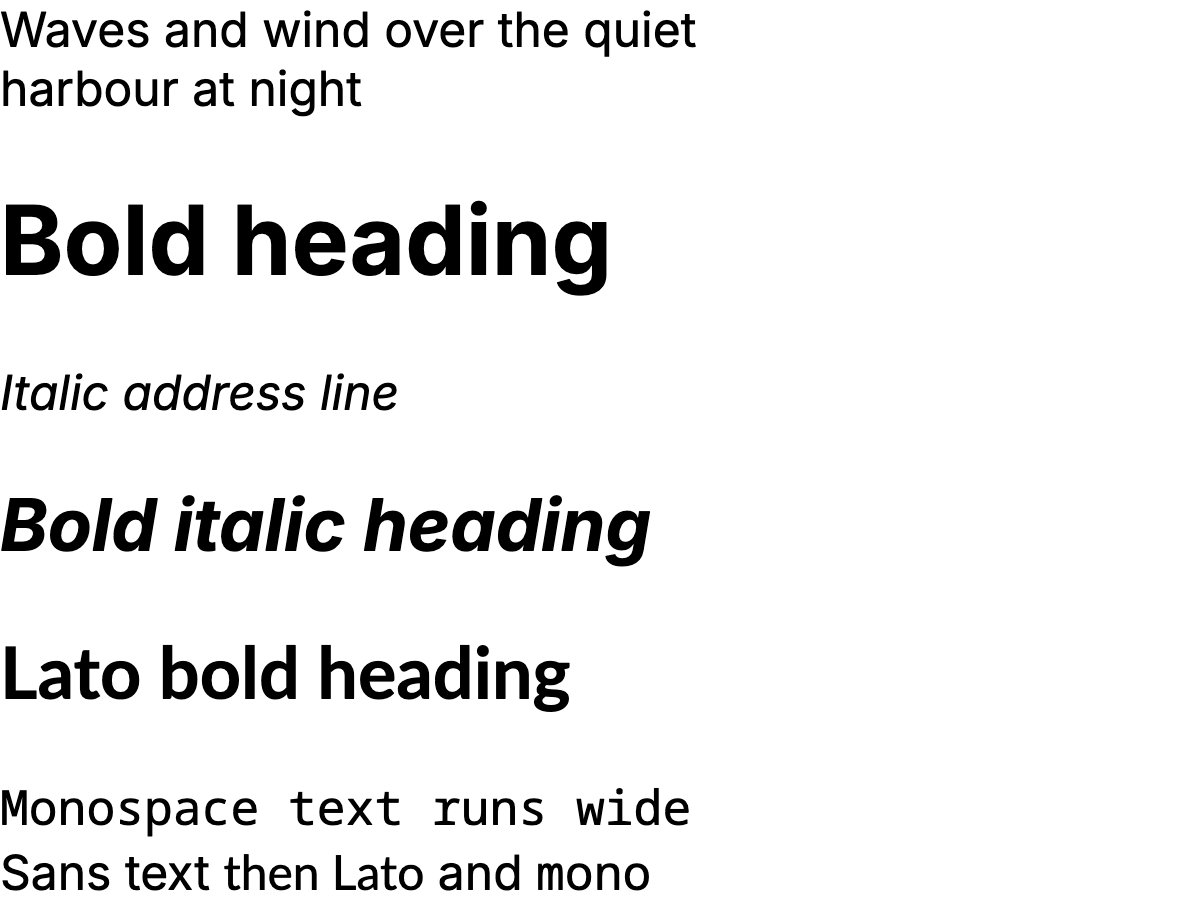 Waves and wind over the quiet
harbour at night
Bold heading
Italic address line
Bold italic heading
Lato bold heading
Monospace text runs wide
Sans text then Lato and mono